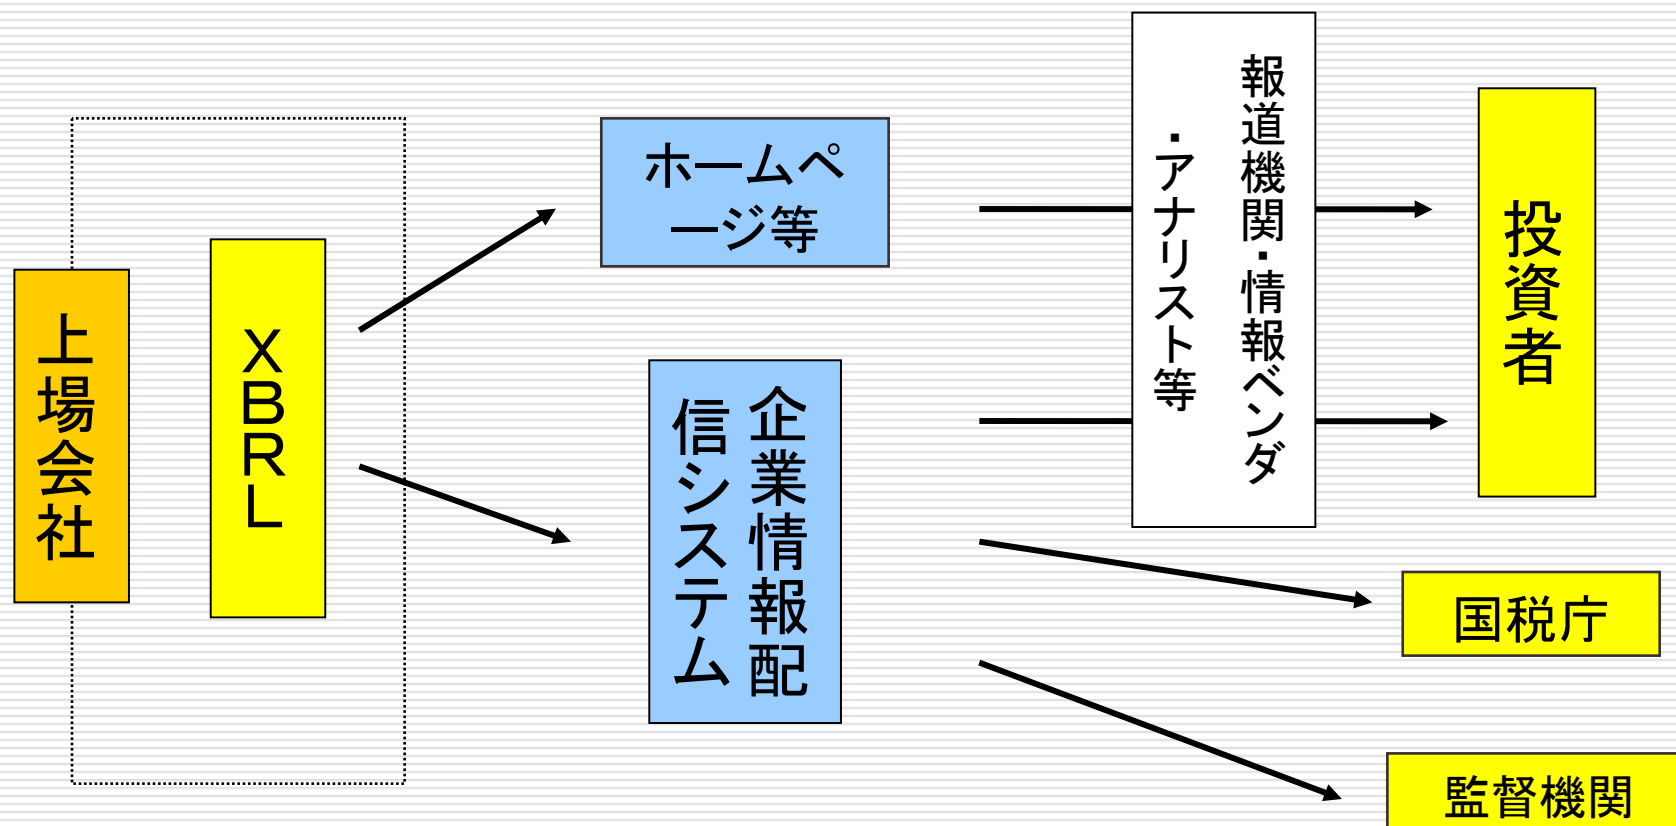 上場会社
ＸＢＲＬ
ホームペ
ージ等
企業情報配
信システム
報道機関・情報ベンダ
・アナリスト等
投資者
国税庁
監督機関